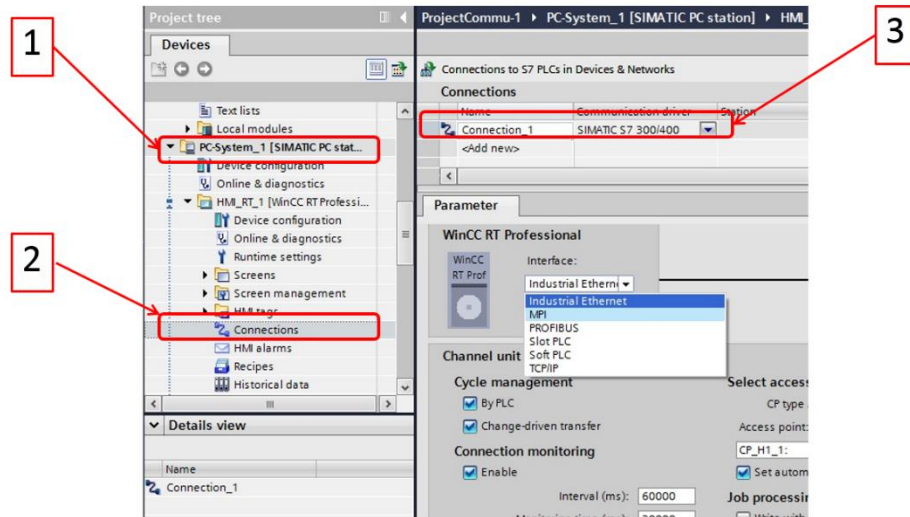 1
2
3
Project tree
Devices
Text lists
Local modules
PC-System_1 [SIMATIC PC stat...
Device configuration
Online & diagnostics
HMI_RT_1 [WinCC RT Professi...
Device configuration
Online & diagnostics
Runtime settings
Screens
Screen management
HMI tags
Connections
HMI alarms
Recipes
Historical data
Details view
Name
Connection_1
ProjectCommu-1 ▸ PC-System_1 [SIMATIC PC station] ▸ HMI_
Connections to S7 PLCs in Devices & Networks
Connections
Name Communication driver Station
Connection_1 SIMATIC S7 300/400
<Add new>
Parameter
WinCC RT Professional
WinCC
RT Prof
Interface:
Industrial Ethern
Industrial Ethernet
MPI
PROFIBUS
Slot PLC
Soft PLC
TCP/IP
Channel unit
Cycle management
By PLC
Change-driven transfer
Connection monitoring
Enable
Interval (ms): 60000
Select access
CP type
Access point:
CP_H1_1:
Set autom
Job processin